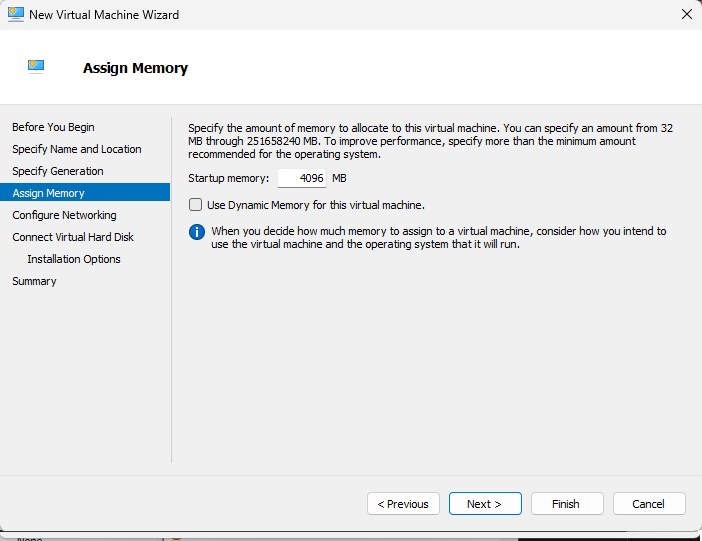 New Virtual Machine Wizard
Assign Memory
Before You Begin
Specify Name and Location
Specify Generation
Assign Memory
Configure Networking
Connect Virtual Hard Disk
Installation Options
Summary
Specify the amount of memory to allocate to this virtual machine. You can specify an amount from 32
MB through 251658240 MB. To improve performance, specify more than the minimum amount
recommended for the operating system.
Startup memory: 4096 MB
Use Dynamic Memory for this virtual machine.
When you decide how much memory to assign to a virtual machine, consider how you intend to
use the virtual machine and the operating system that it will run.
< Previous Next > Finish Cancel